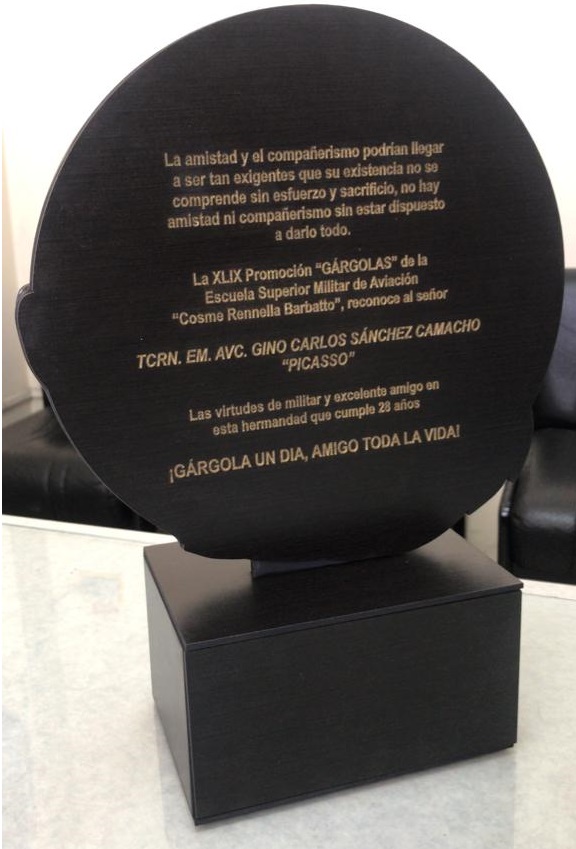 La amistad y el compañerismo podrían llegar
a ser tan exigentes que su existencia no se
comprende sin esfuerzo y sacrificio, no hay
amistad ni compañerismo sin estar dispuesto
a darlo todo.
La XLIX Promoción “GÁRGOLAS” de la
Escuela Superior Militar de Aviación
“Cosme Rennella Barbatto”, reconoce al señor
TCRN. EM. AVC. GINO CARLOS SÁNCHEZ CAMACHO
“PICASSO”
Las virtudes de militar y excelente amigo en
esta hermandad que cumple 28 años
¡GÁRGOLA UN DIA, AMIGO TODA LA VIDA!